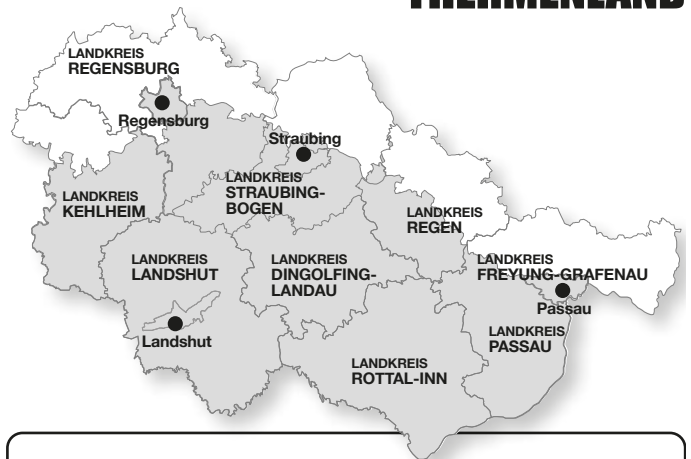 THERMENLAND
LANDKREIS
REGENSBURG
Regensburg
Straubing
LANDKREIS
STRAUBING-
BOGEN
LANDKREIS
KEHLHEIM
LANDKREIS
REGEN
LANDKREIS
LANDSHUT
LANDKREIS
DINGOLFING-
LANDAU
LANDKREIS
FREYUNG-GRAFENAU
Passau
LANDKREIS
PASSAU
Landshut
LANDKREIS
ROTTAL-INN